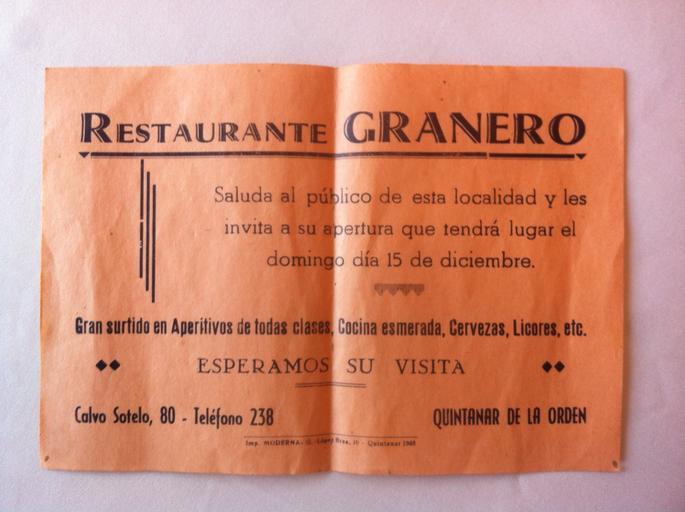 RESTAURANTE GRANERO
Saluda al público de esta localidad y les
invita a su apertura que tendrá lugar el
domingo día 15 de diciembre.
Gran surtido en Aperitivos de todas clases, Cocina esmerada, Cervezas, Licores, etc.
ESPERAMOS SU VISITA
Calvo Sotelo, 80 - Teléfono 238
QUINTANAR DE LA ORDEN
Imp. MODERNA. - Quintanar 1968